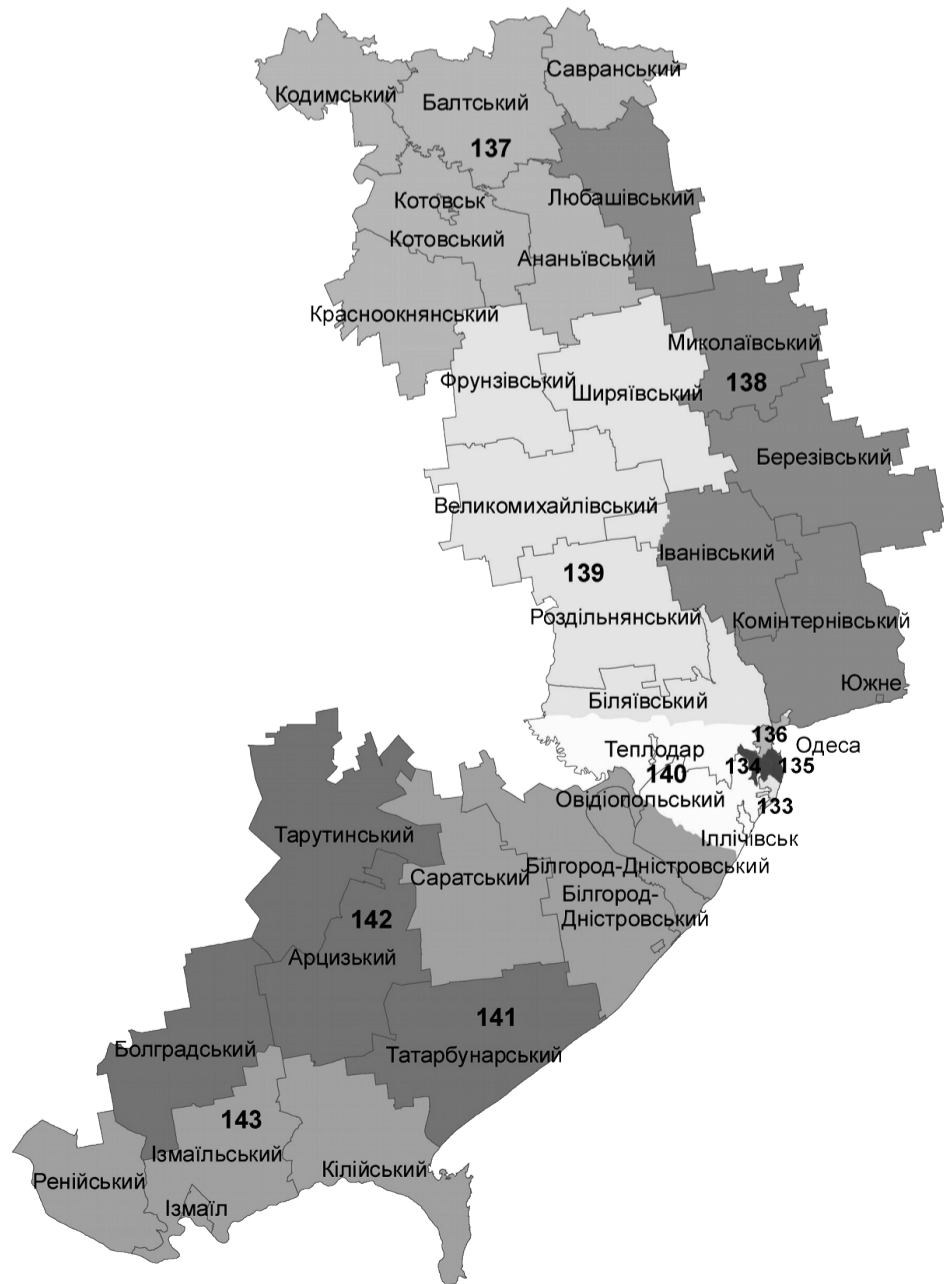 Савранський
Кодимський
Балтський
137
Любашівський
Котовськ
Котовський
Ананьївський
Красноокнянський
Миколаївський
Фрунзівський
138
Ширяївський
Березівський
Великомихайлівський
Іванівський
139
Роздільнянський
Комінтернівський
Южне
Біляївський
136
Одеса
Теплодар
134
135
140
Овідіопольський
133
Іллічівськ
Тарутинський
Білгород-Дністровський
Саратський
Білгород-
Дністровський
142
Арцизький
141
Болградський
Татарбунарський
143
Ізмаїльський
Кілійський
Ренійський
Ізмаїл